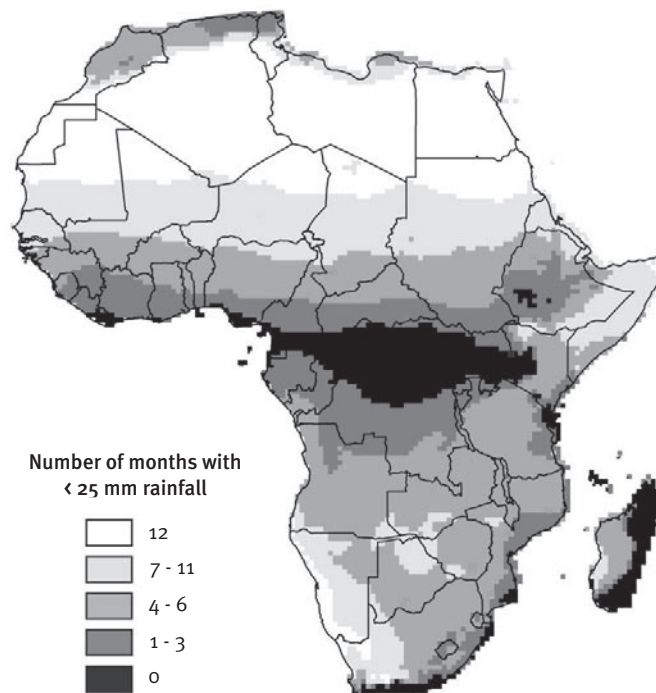 Number of months with
< 25 mm rainfall
12
7 - 11
4 - 6
1 - 3
0